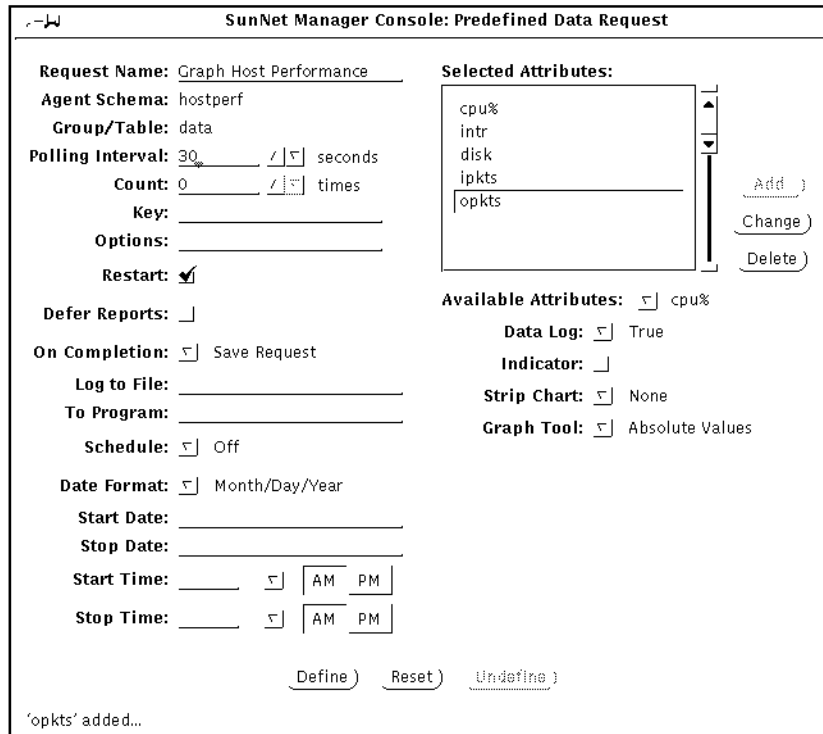 SunNet Manager Console: Predefined Data Request
Request Name: Graph Host Performance
Agent Schema: hostperf
Group/Table: data
Polling Interval: 30 seconds
Count: 0 times
Key:
Options:
Restart:
Defer Reports:
On Completion: Save Request
Log to File:
To Program:
Schedule: Off
Date Format: Month/Day/Year
Start Date:
Stop Date:
Start Time: AM PM
Stop Time: AM PM
Selected Attributes:
cpu%
intr
disk
ipkts
opkts
Add
Change
Delete
Available Attributes: cpu%
Data Log: True
Indicator:
Strip Chart: None
Graph Tool: Absolute Values
Define Reset Undefine
'opkts' added...